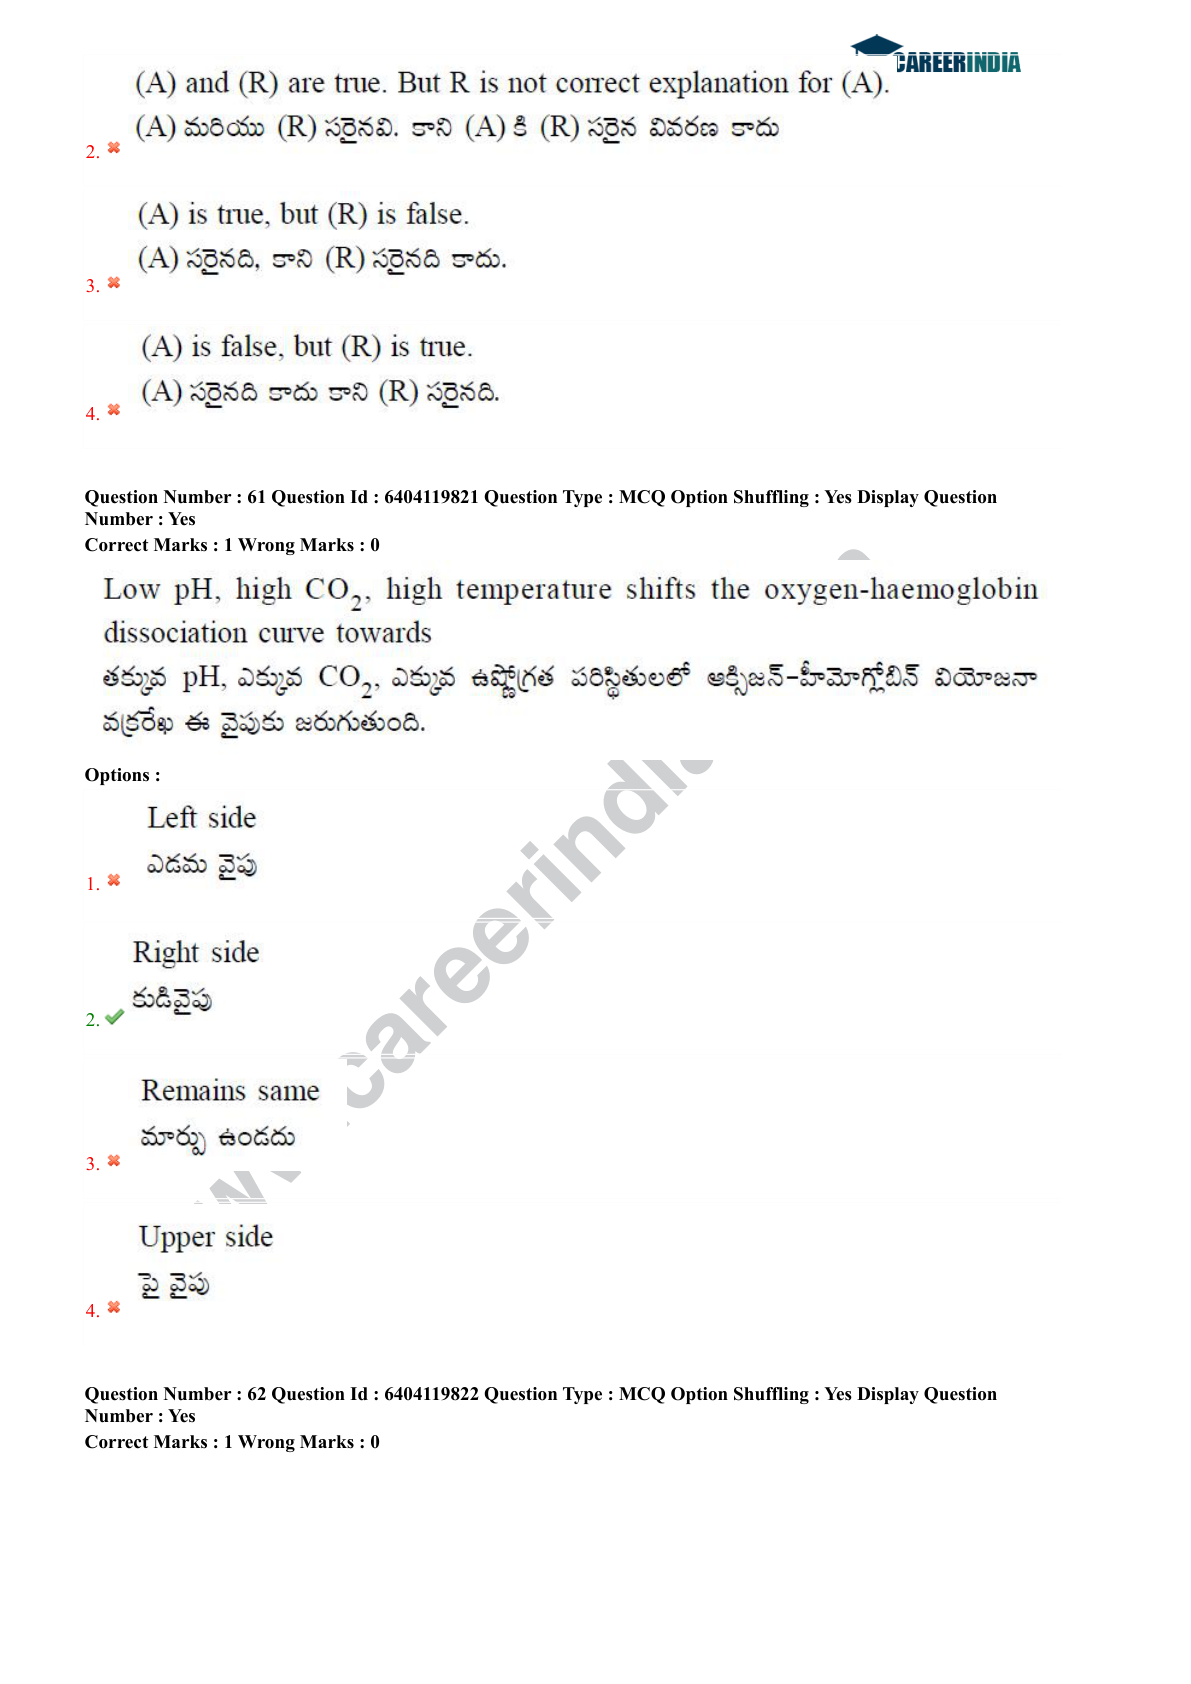 CAREERINDIA
(A) and (R) are true. But R is not correct explanation for (A).
(A) మరియు (R) సరైనవి. కాని (A) కి (R) సరైన వివరణ కాదు
2.
(A) is true, but (R) is false.
(A) సరైనది, కాని (R) సరైనది కాదు.
3.
(A) is false, but (R) is true.
(A) సరైనది కాదు కాని (R) సరైనది.
4.
Question Number : 61 Question Id : 6404119821 Question Type : MCQ Option Shuffling : Yes Display Question
Number : Yes
Correct Marks : 1 Wrong Marks : 0
Low pH, high CO2, high temperature shifts the oxygen-haemoglobin
dissociation curve towards
తక్కువ pH, ఎక్కువ CO2, ఎక్కువ ఉష్ణోగ్రత పరిస్థితులలో ఆక్సిజన్-హీమోగ్లోబిన్ వియోజనా
వక్రరేఖ ఈ వైపుకు జరుగుతుంది.
Options :
Left side
ఎడమ వైపు
1.
Right side
కుడివైపు
2.
Remains same
మార్పు ఉండదు
3.
Upper side
పై వైపు
4.
Question Number : 62 Question Id : 6404119822 Question Type : MCQ Option Shuffling : Yes Display Question
Number : Yes
Correct Marks : 1 Wrong Marks : 0